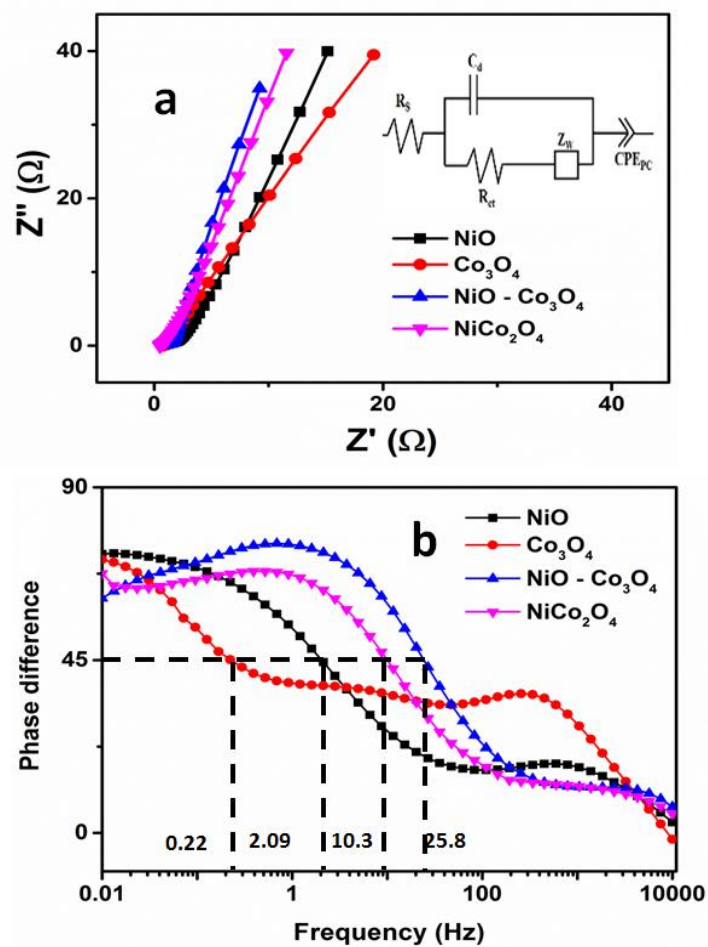 a
Z'' (Ω)
40
20
0
0
20
40
Z' (Ω)
R$
C_d
R_ct
Z_W
CPE_PC
NiO
Co₃O₄
NiO - Co₃O₄
NiCo₂O₄
b
Phase difference
90
45
0
0.22
2.09
10.3
25.8
0.01
1
100
10000
Frequency (Hz)
NiO
Co₃O₄
NiO - Co₃O₄
NiCo₂O₄